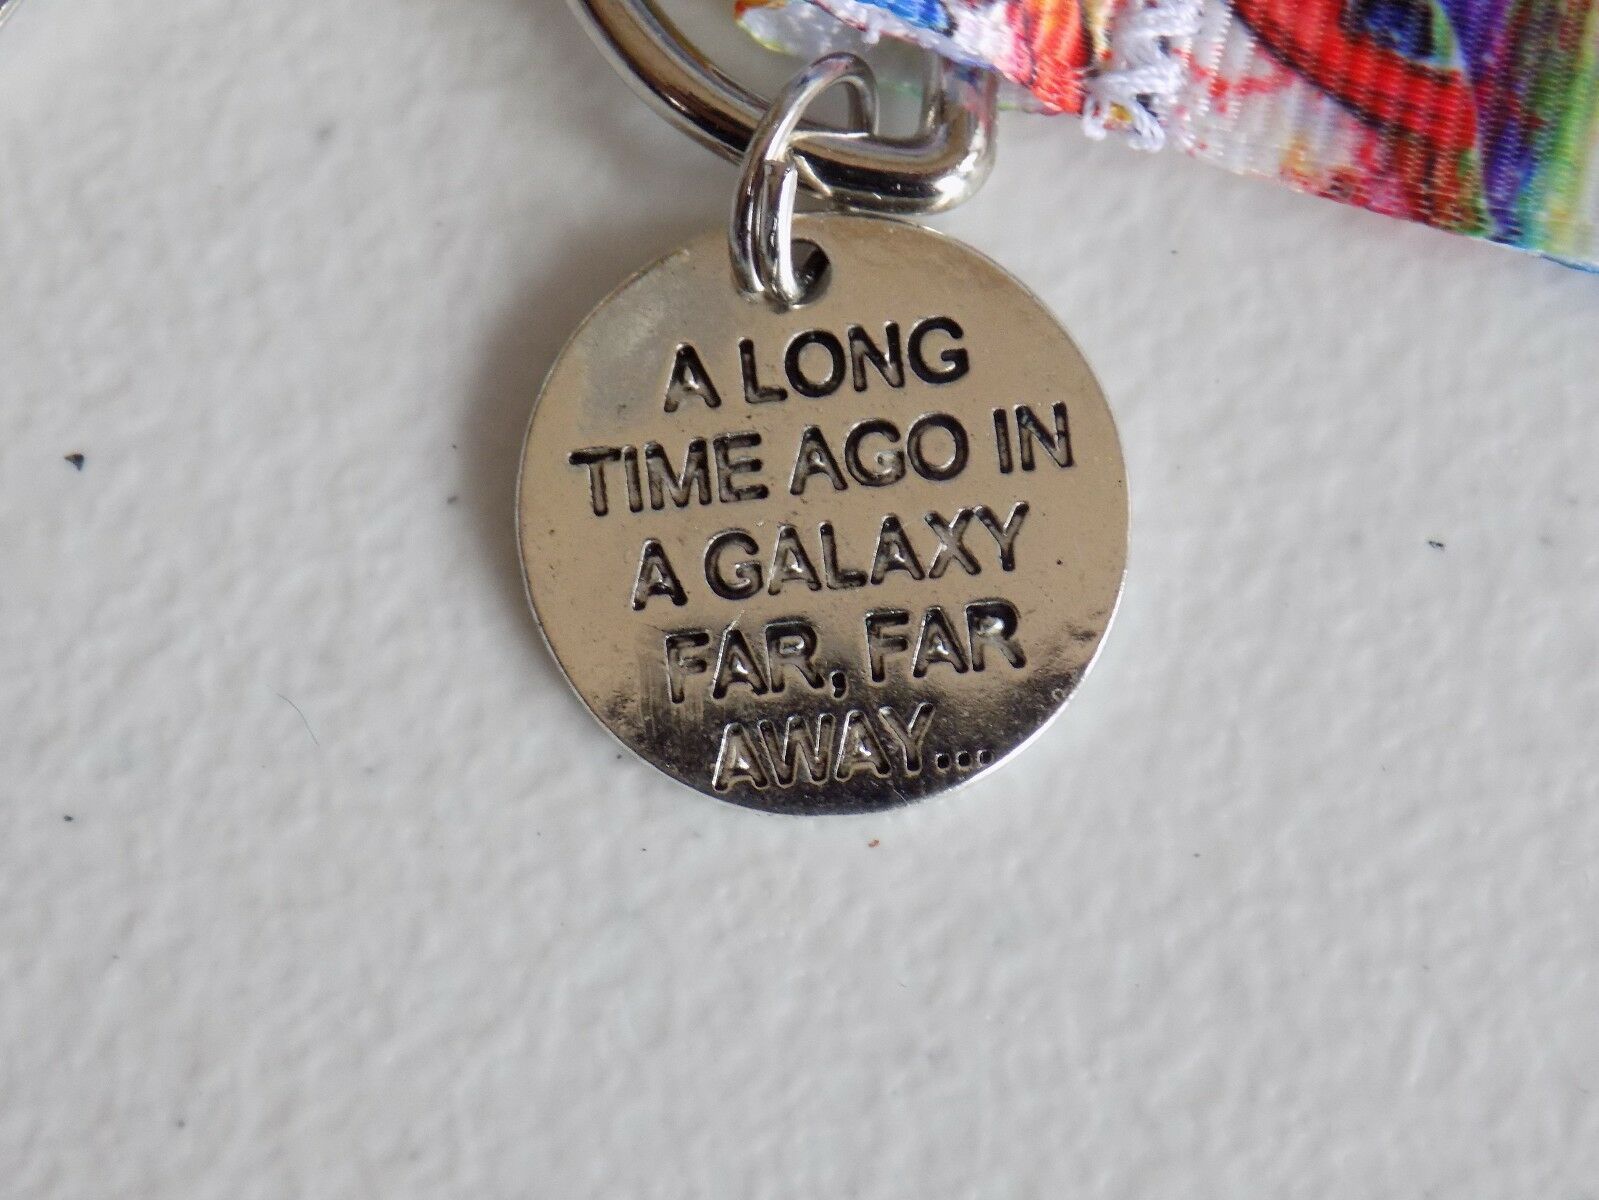 A LONG
TIME AGO IN
A GALAXY
FAR, FAR
AWAY...